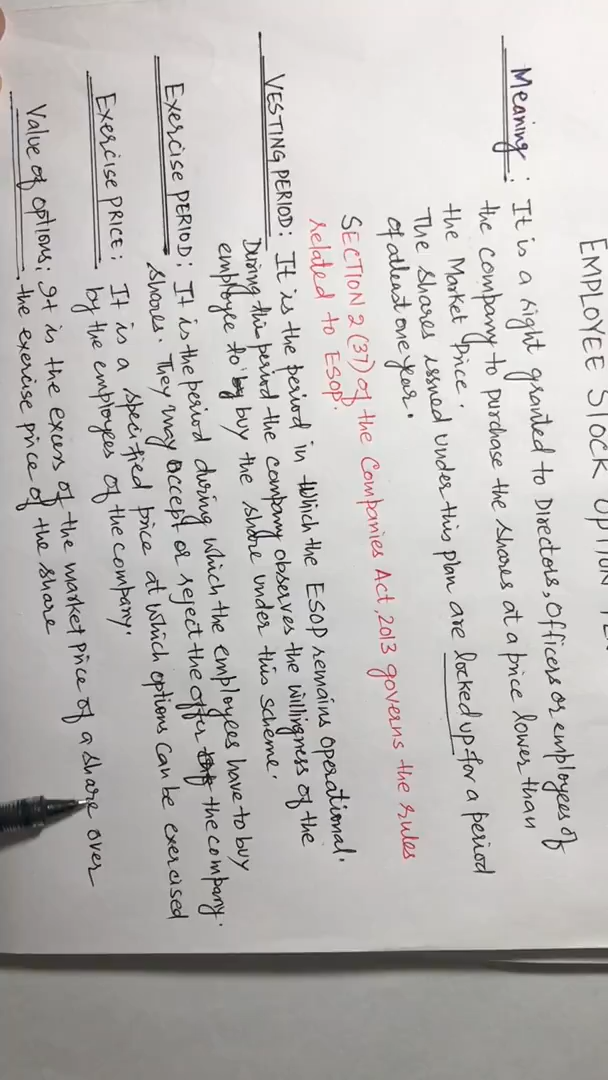 EMPLOYEE STOCK OPTION
Meaning: It is a right granted to Directors, officers or employees of
the company to purchase the shares at a price lower than
the Market Price.
The shares issued under this plan are locked up for a period
of atleast one year.
SECTION 2 (37) of the Companies Act, 2013 governs the rules
related to ESOP.
VESTING PERIOD: It is the period in which the ESOP remains operational.
During this period the company observes the willingness of the
employee to buy the share under this scheme.
Exercise PERIOD: It is the period during which the employees have to buy
shares. They may accept or reject the offer the company.
Exercise PRICE: It is a specified price at which options can be exercised
by the employees of the company.
Value of options: It is the excess of the market price of a share over
the exercise price of the share